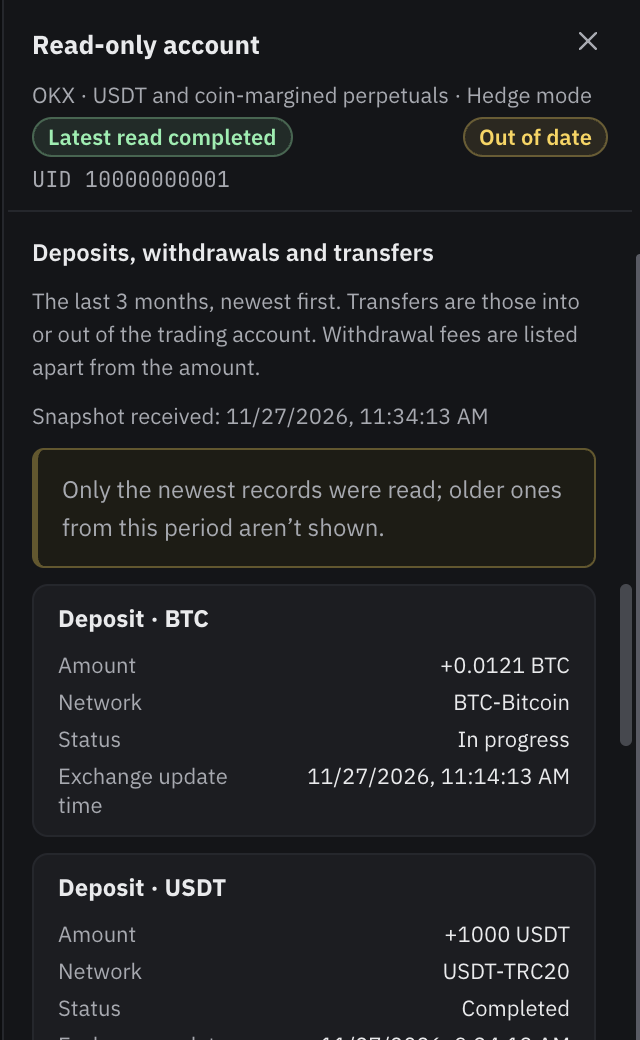 Read-only account
OKX · USDT and coin-margined perpetuals · Hedge mode
Latest read completed
Out of date
UID 10000000001
Deposits, withdrawals and transfers
The last 3 months, newest first. Transfers are those into
or out of the trading account. Withdrawal fees are listed
apart from the amount.
Snapshot received: 11/27/2026, 11:34:13 AM
Only the newest records were read; older ones
from this period aren’t shown.
Deposit · BTC
Amount +0.0121 BTC
Network BTC-Bitcoin
Status In progress
Exchange update 11/27/2026, 11:14:13 AM
time
Deposit · USDT
Amount +1000 USDT
Network USDT-TRC20
Status Completed